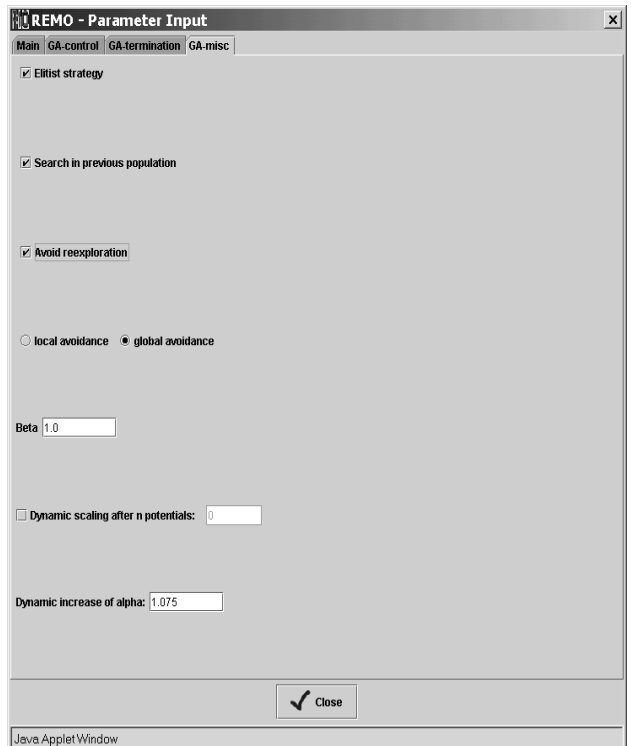 REMO - Parameter Input
Main GA-control GA-termination GA-misc
Elitist strategy
Search in previous population
Avoid reexploration
local avoidance global avoidance
Beta 1.0
Dynamic scaling after n potentials: 0
Dynamic increase of alpha: 1.075
Close
Java Applet Window